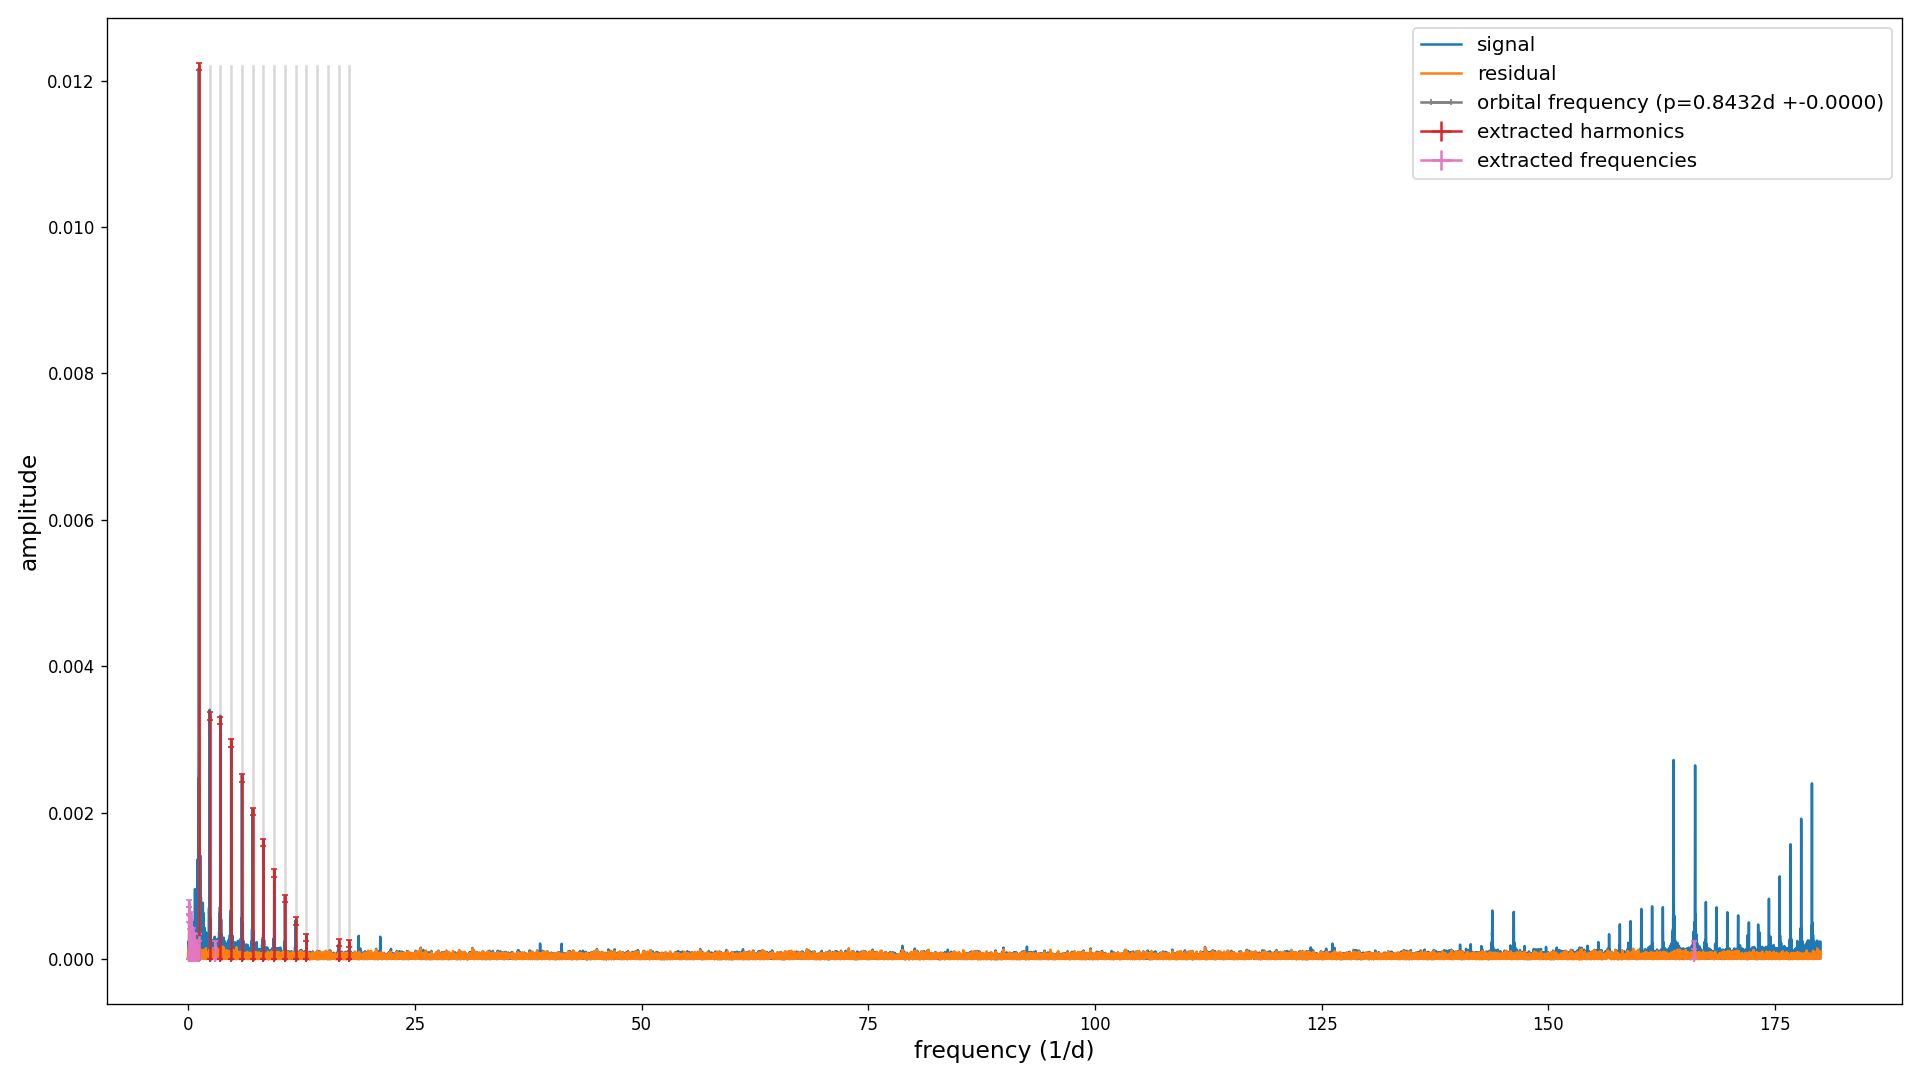 signal
residual
orbital frequency (p=0.8432d +-0.0000)
extracted harmonics
extracted frequencies
amplitude
0.012
0.010
0.008
0.006
0.004
0.002
0.000
0 25 50 75 100 125 150 175
frequency (1/d)